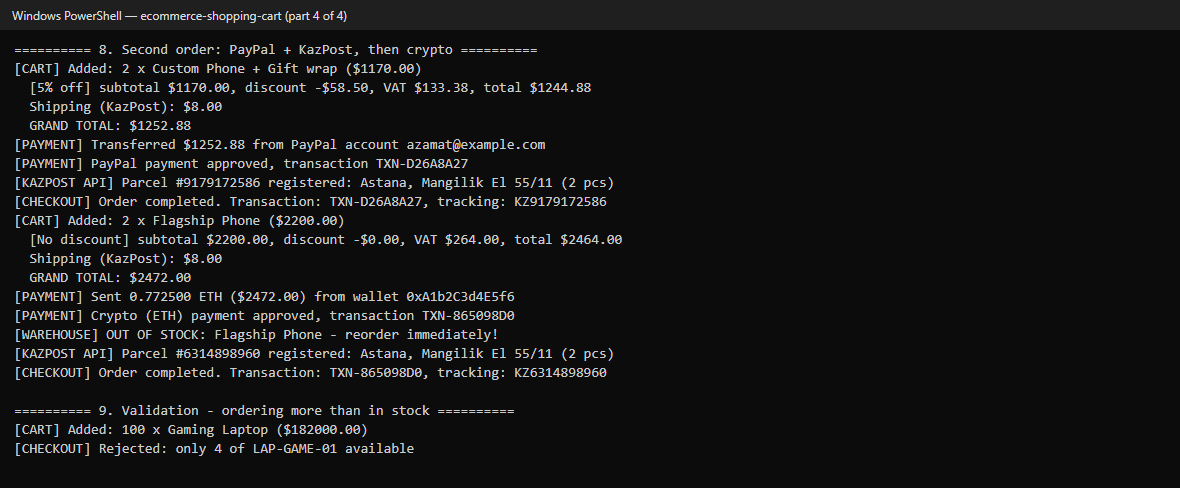 Windows PowerShell — ecommerce-shopping-cart (part 4 of 4)
========== 8. Second order: PayPal + KazPost, then crypto ==========
[CART] Added: 2 x Custom Phone + Gift wrap ($1170.00)
  [5% off] subtotal $1170.00, discount -$58.50, VAT $133.38, total $1244.88
  Shipping (KazPost): $8.00
  GRAND TOTAL: $1252.88
[PAYMENT] Transferred $1252.88 from PayPal account azamat@example.com
[PAYMENT] PayPal payment approved, transaction TXN-D26A8A27
[KAZPOST API] Parcel #9179172586 registered: Astana, Mangilik El 55/11 (2 pcs)
[CHECKOUT] Order completed. Transaction: TXN-D26A8A27, tracking: KZ9179172586
[CART] Added: 2 x Flagship Phone ($2200.00)
  [No discount] subtotal $2200.00, discount -$0.00, VAT $264.00, total $2464.00
  Shipping (KazPost): $8.00
  GRAND TOTAL: $2472.00
[PAYMENT] Sent 0.772500 ETH ($2472.00) from wallet 0xA1b2C3d4E5f6
[PAYMENT] Crypto (ETH) payment approved, transaction TXN-865098D0
[WAREHOUSE] OUT OF STOCK: Flagship Phone - reorder immediately!
[KAZPOST API] Parcel #6314898960 registered: Astana, Mangilik El 55/11 (2 pcs)
[CHECKOUT] Order completed. Transaction: TXN-865098D0, tracking: KZ6314898960
========== 9. Validation - ordering more than in stock ==========
[CART] Added: 100 x Gaming Laptop ($182000.00)
[CHECKOUT] Rejected: only 4 of LAP-GAME-01 available